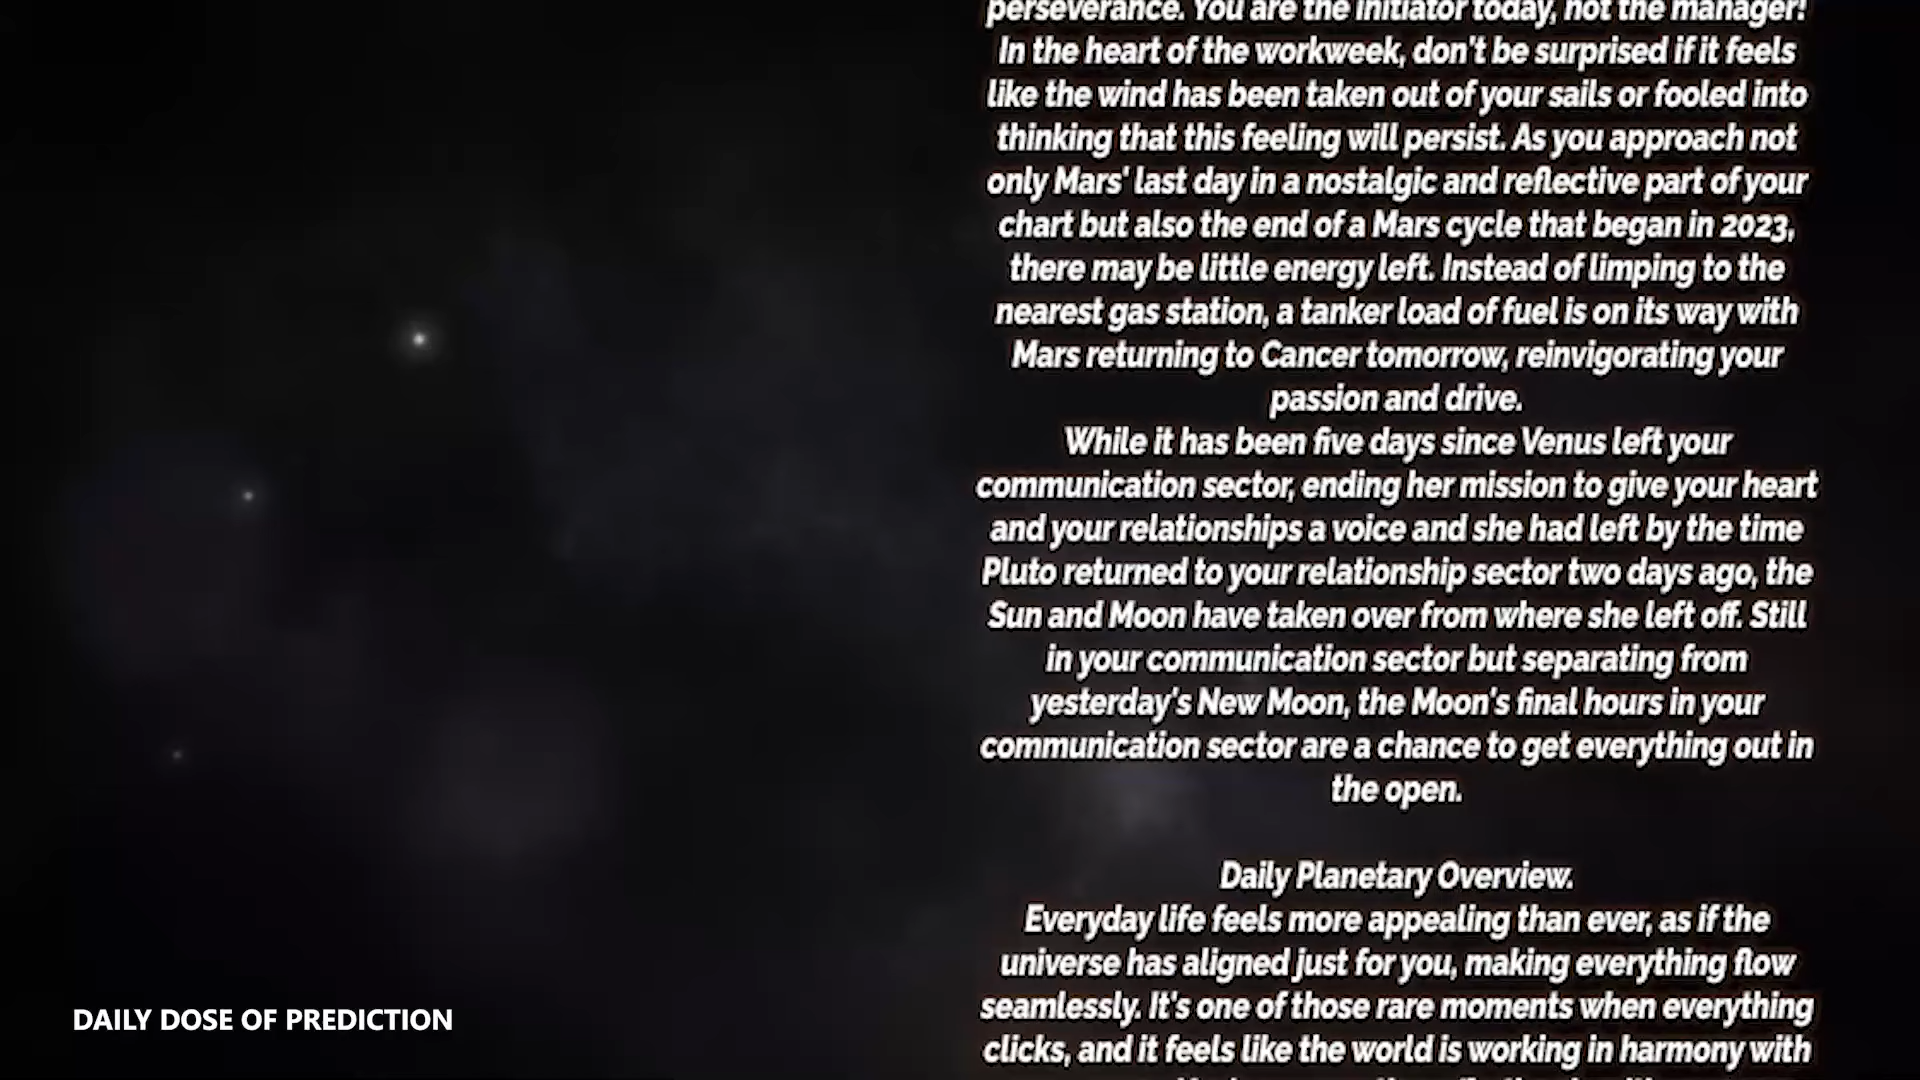 perseverance. You are the initiator today, not the manager!
In the heart of the workweek, don't be surprised if it feels
like the wind has been taken out of your sails or fooled into
thinking that this feeling will persist. As you approach not
only Mars' last day in a nostalgic and reflective part of your
chart but also the end of a Mars cycle that began in 2023,
there may be little energy left. Instead of limping to the
nearest gas station, a tanker load of fuel is on its way with
Mars returning to Cancer tomorrow, reinvigorating your
passion and drive.
While it has been five days since Venus left your
communication sector, ending her mission to give your heart
and your relationships a voice and she had left by the time
Pluto returned to your relationship sector two days ago, the
Sun and Moon have taken over from where she left off. Still
in your communication sector but separating from
yesterday's New Moon, the Moon's final hours in your
communication sector are a chance to get everything out in
the open.
Daily Planetary Overview.
Everyday life feels more appealing than ever, as if the
universe has aligned just for you, making everything flow
seamlessly. It's one of those rare moments when everything
clicks, and it feels like the world is working in harmony with
DAILY DOSE OF PREDICTION